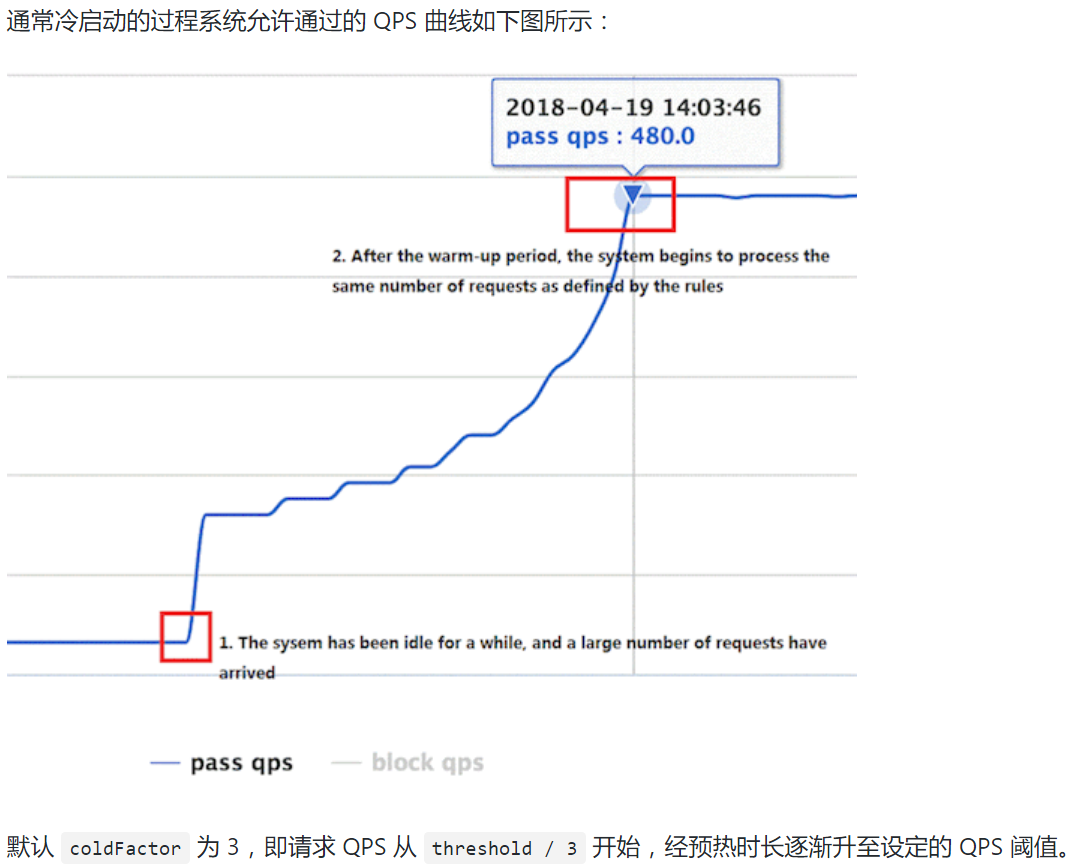 通常冷启动的过程系统允许通过的 QPS 曲线如下图所示：
2018-04-19 14:03:46
pass qps : 480.0
2. After the warm-up period, the system begins to process the
same number of requests as defined by the rules
1. The sysem has been idle for a while, and a large number of requests have
arrived
pass qps block qps
默认 coldFactor 为 3，即请求 QPS 从 threshold / 3 开始，经预热时长逐渐升至设定的 QPS 阈值。